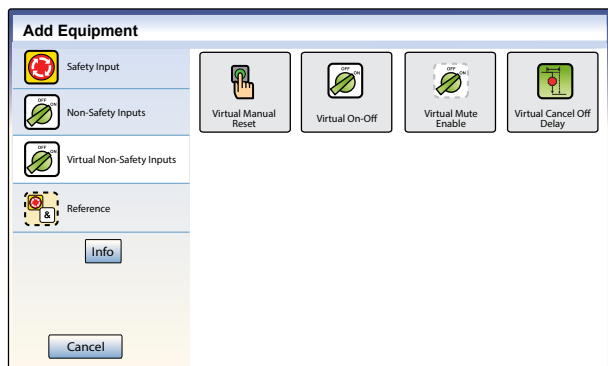 Add Equipment
Safety Input
OFF ON
Non-Safety Inputs
OFF ON
Virtual Non-Safety Inputs
&
Reference
Info
Cancel
Virtual Manual
Reset
OFF ON
Virtual On-Off
OFF ON
Virtual Mute
Enable
Virtual Cancel Off
Delay